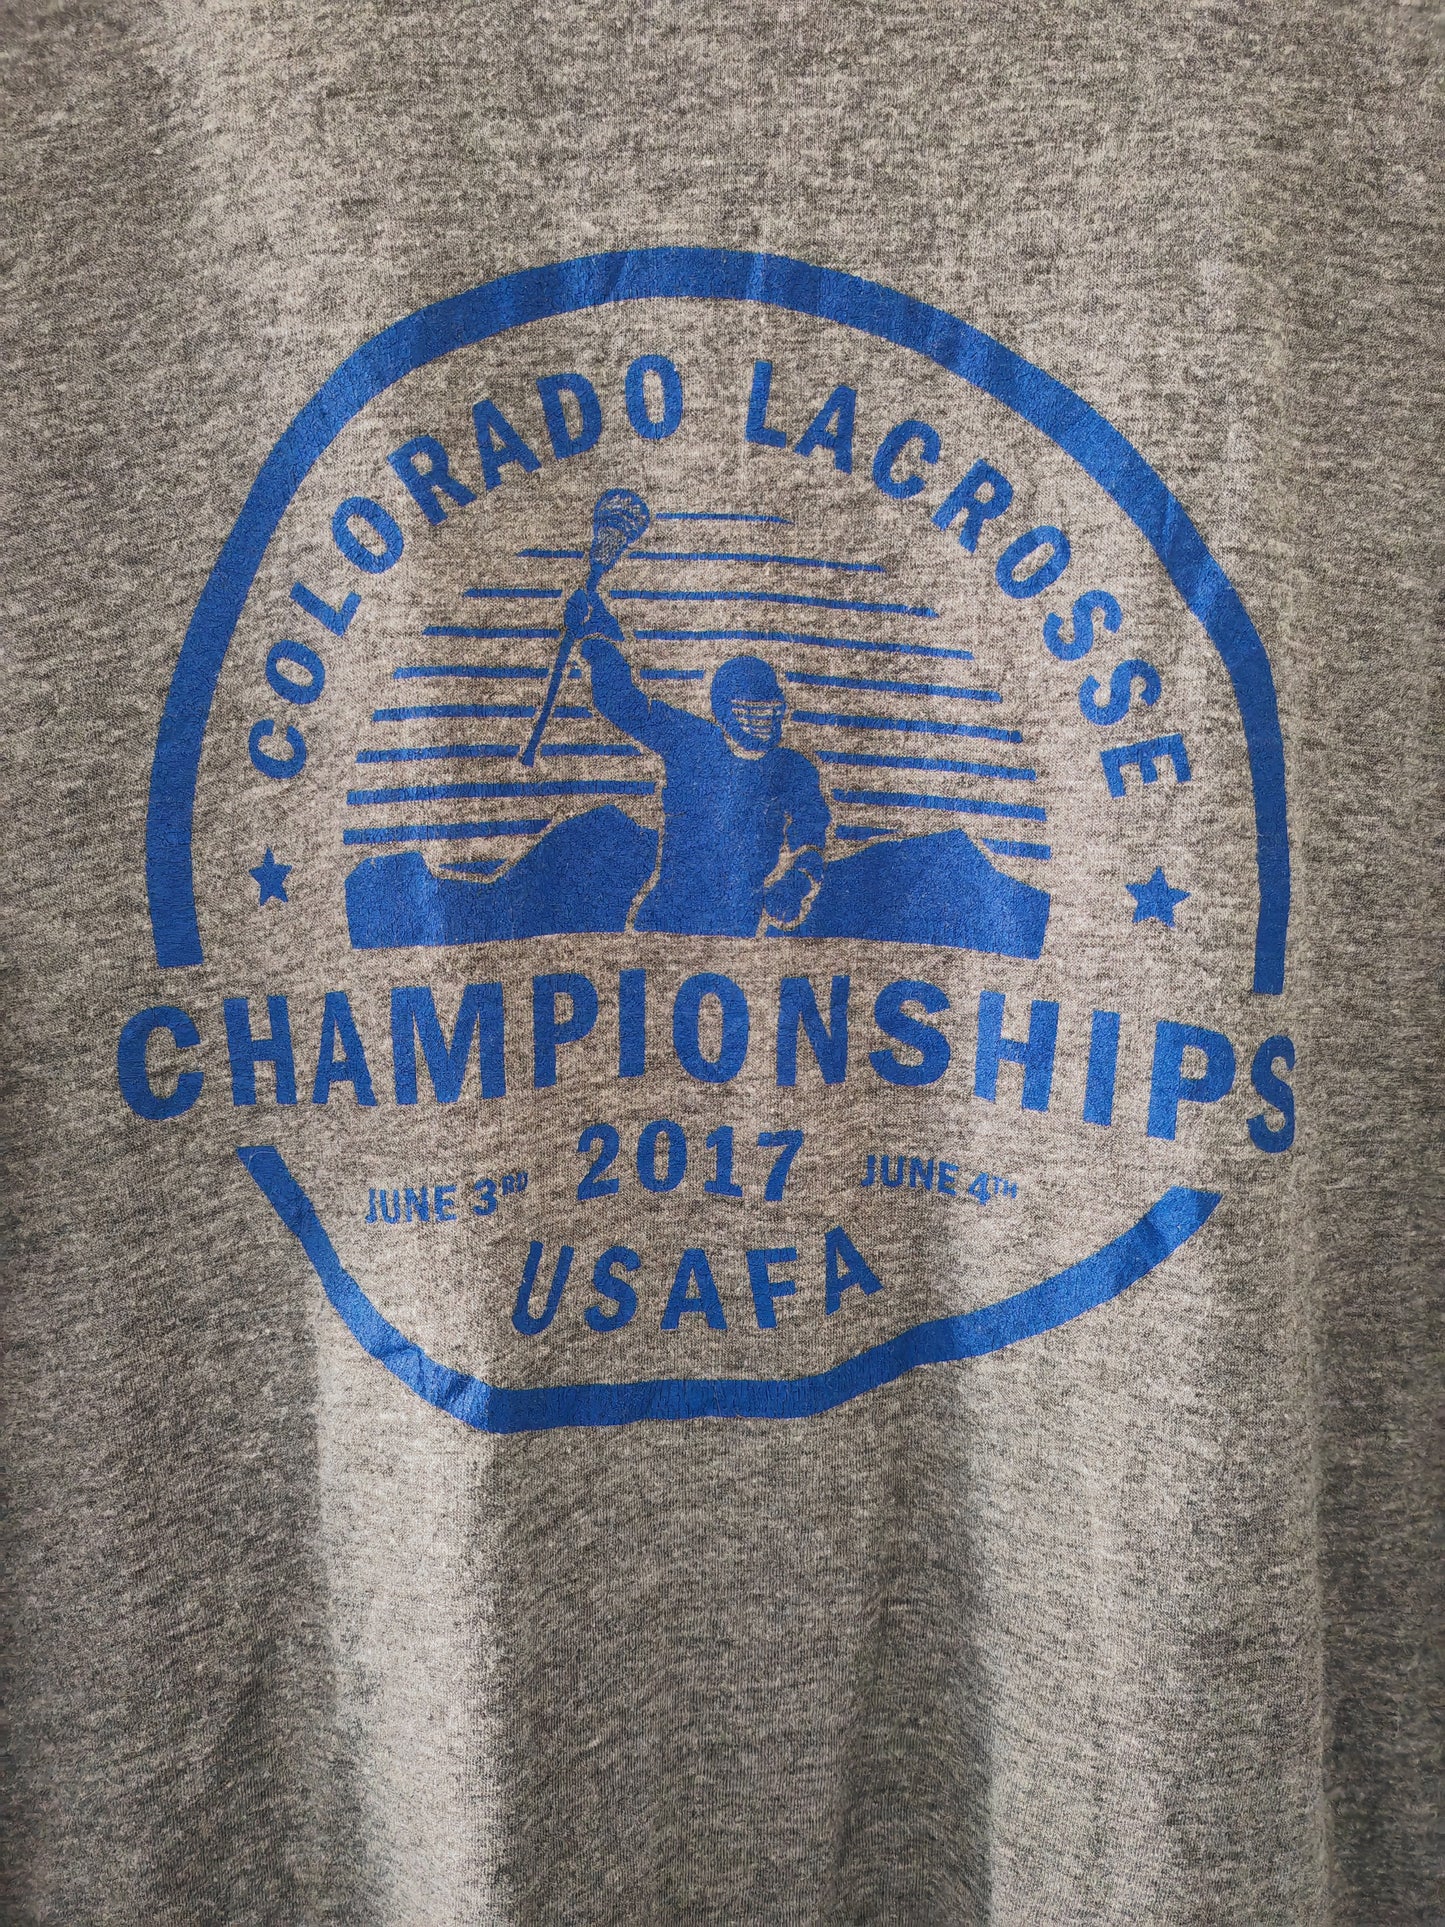 COLORADO LACROSSE
CHAMPIONSHIPS
JUNE 3RD 2017 JUNE 4TH
USAFA